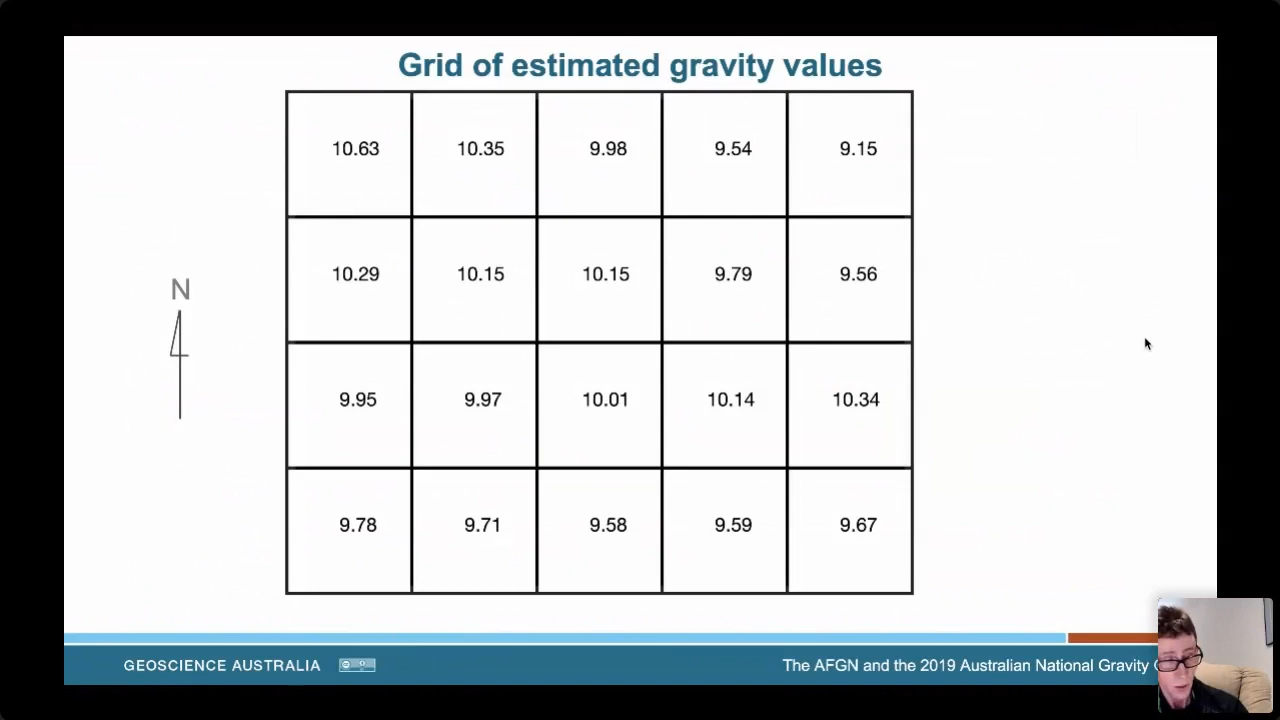 Grid of estimated gravity values
10.63 10.35 9.98 9.54 9.15
10.29 10.15 10.15 9.79 9.56
N
9.95 9.97 10.01 10.14 10.34
9.78 9.71 9.58 9.59 9.67
GEOSCIENCE AUSTRALIA
The AFGN and the 2019 Australian National Gravity